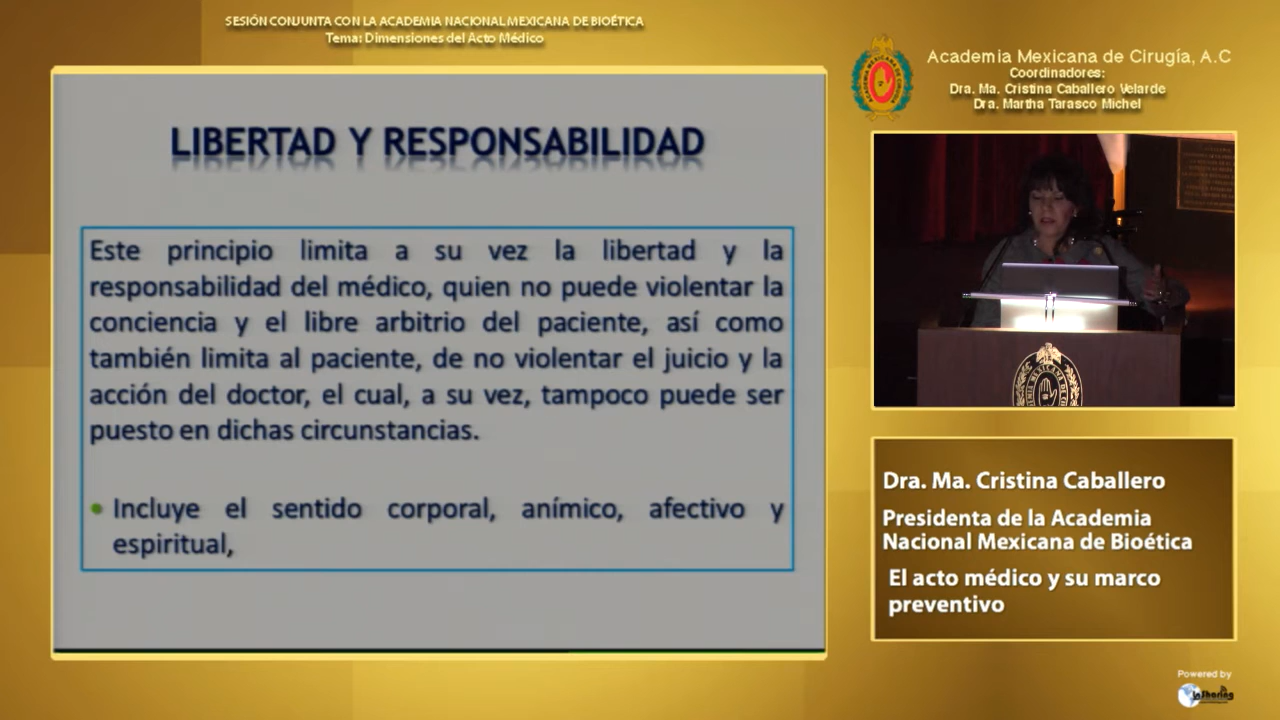 SESIÓN CONJUNTA CON LA ACADEMIA NACIONAL MEXICANA DE BIOÉTICA
Tema: Dimensiones del Acto Médico
LIBERTAD Y RESPONSABILIDAD
Este principio limita a su vez la libertad y la
responsabilidad del médico, quien no puede violentar la
conciencia y el libre arbitrio del paciente, así como
también limita al paciente, de no violentar el juicio y la
acción del doctor, el cual, a su vez, tampoco puede ser
puesto en dichas circunstancias.
• Incluye el sentido corporal, anímico, afectivo y
espiritual,
Academia Mexicana de Cirugía, A.C
Coordinadores:
Dra. Ma. Cristina Caballero Velarde
Dra. Martha Tarasco Michel
Dra. Ma. Cristina Caballero
Presidenta de la Academia
Nacional Mexicana de Bioética
El acto médico y su marco
preventivo
Powered by